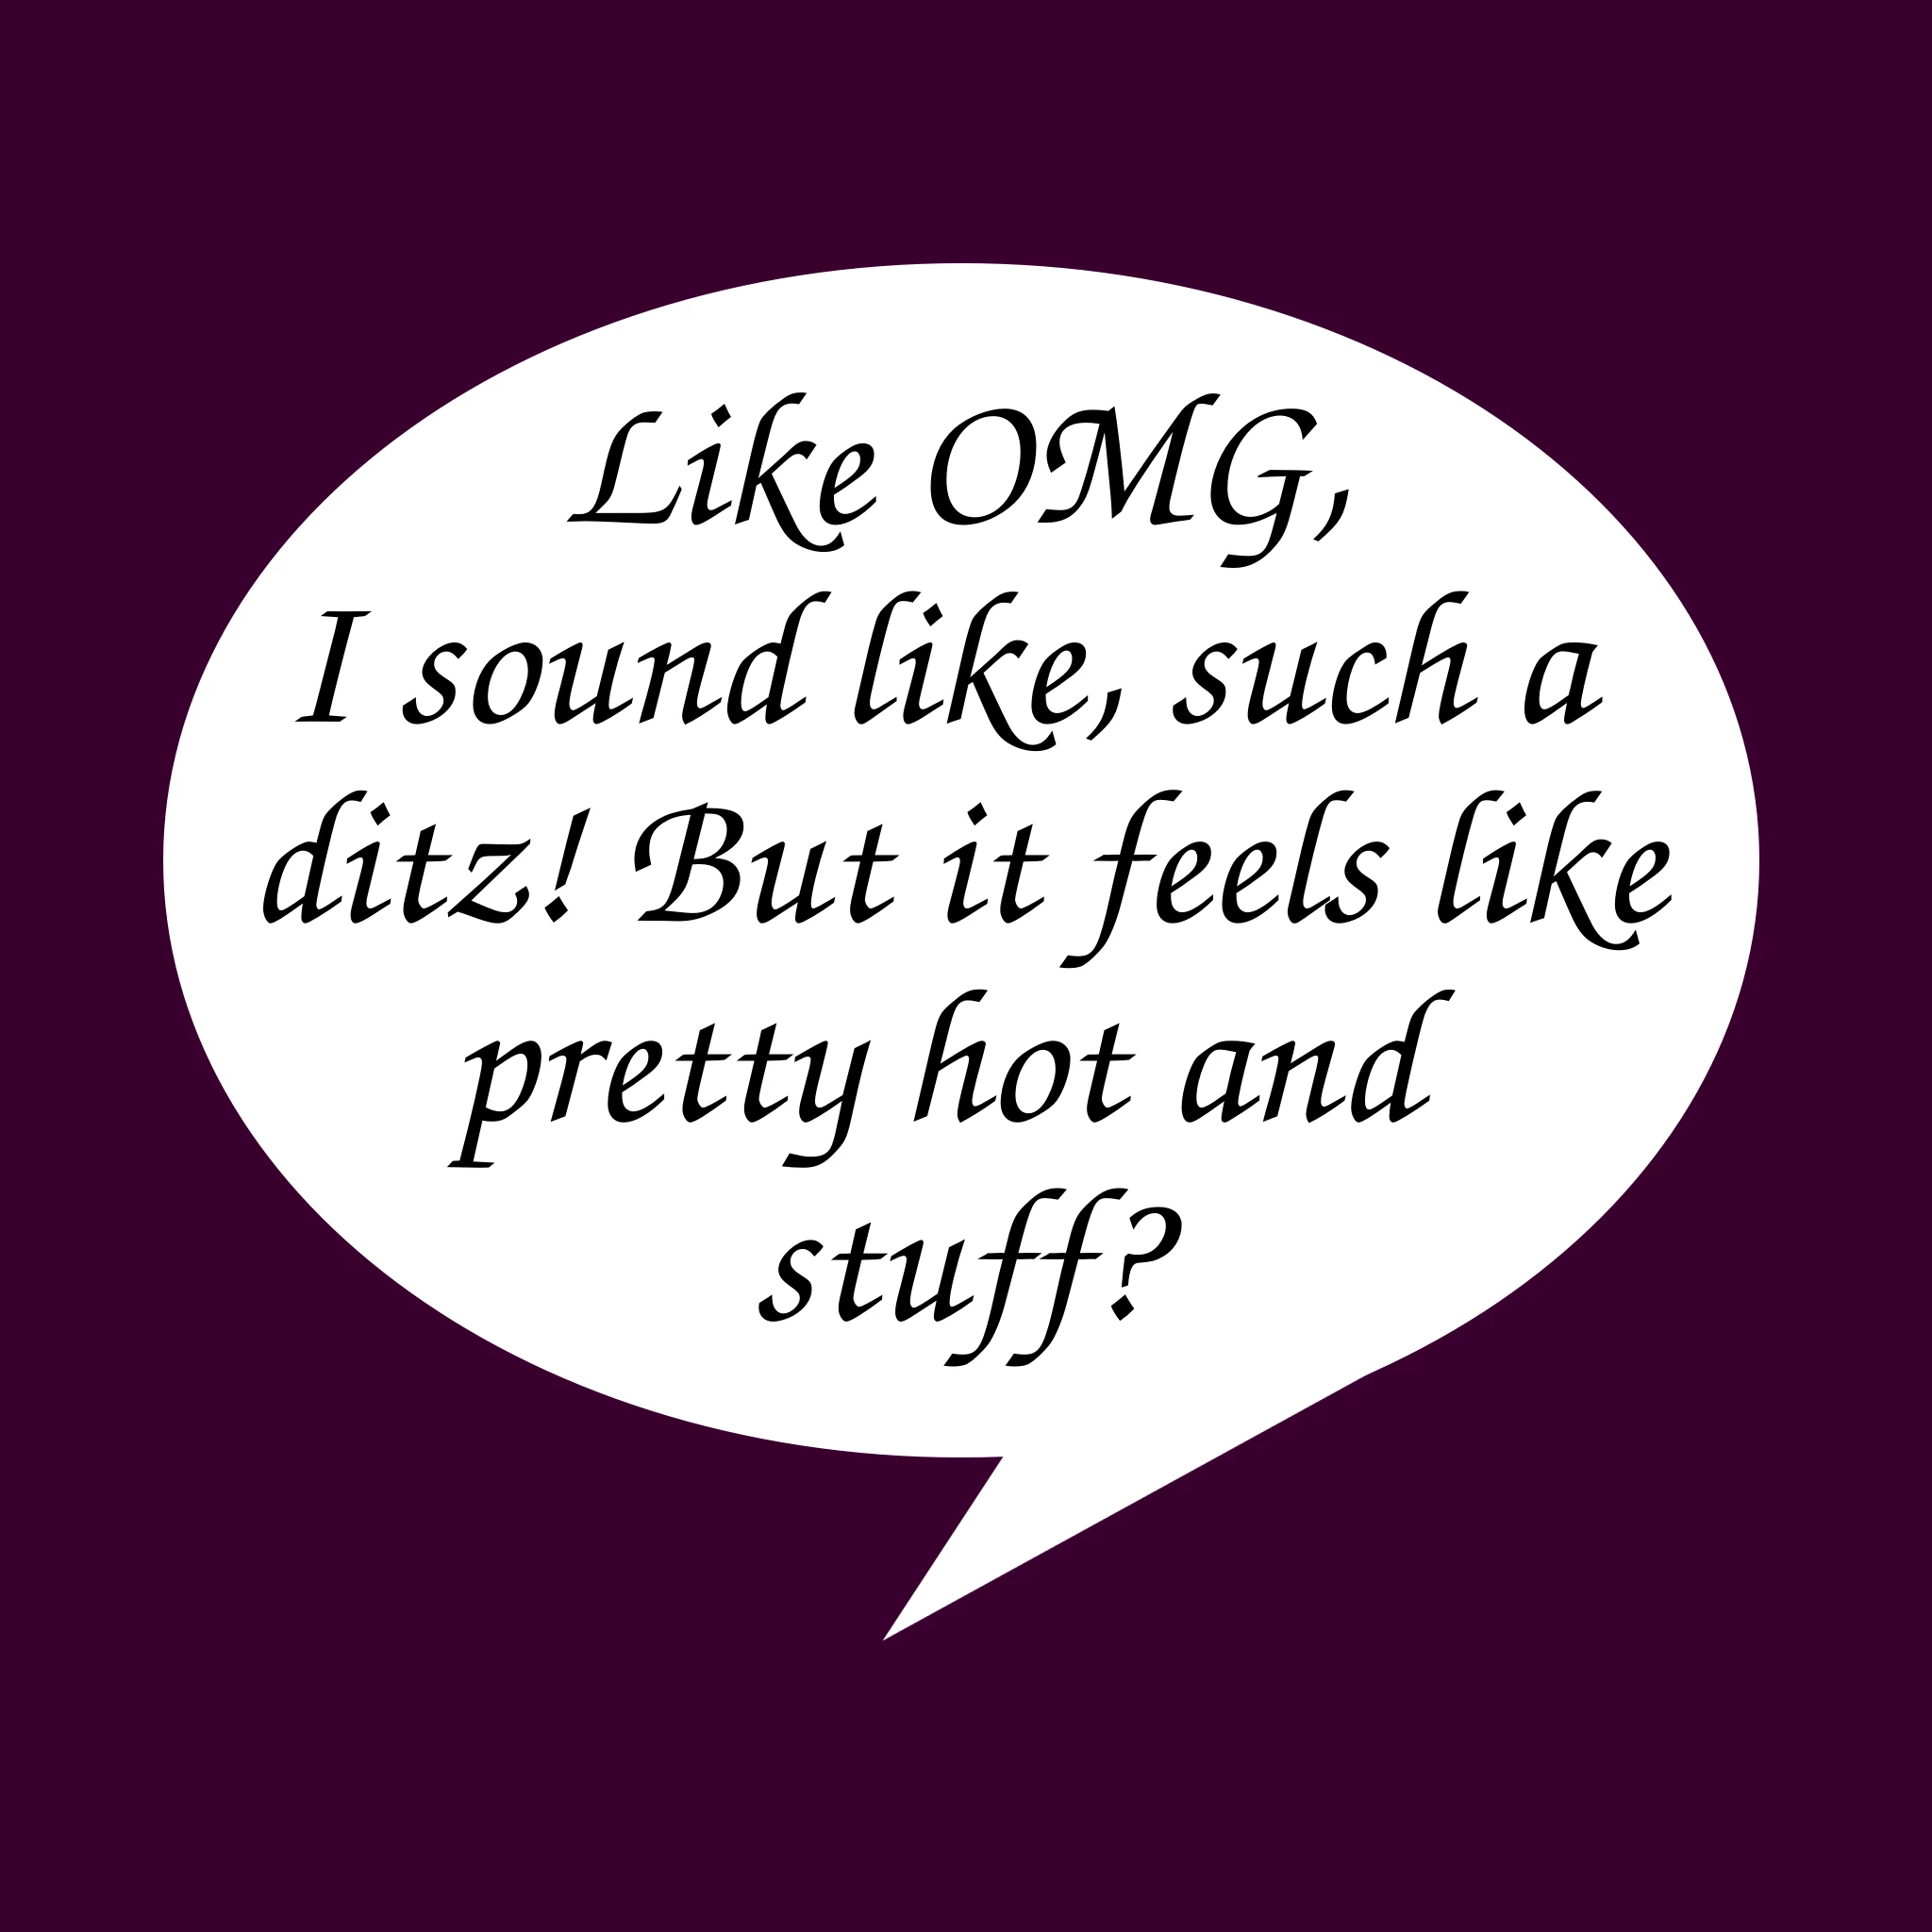 Like OMG,
I sound like, such a
ditz! But it feels like
pretty hot and
stuff?